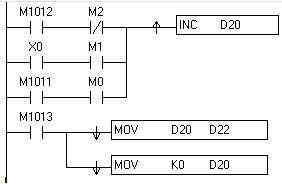 M1012 M2
INC D20
X0 M1
M1011 M0
M1013
MOV D20 D22
MOV K0 D20